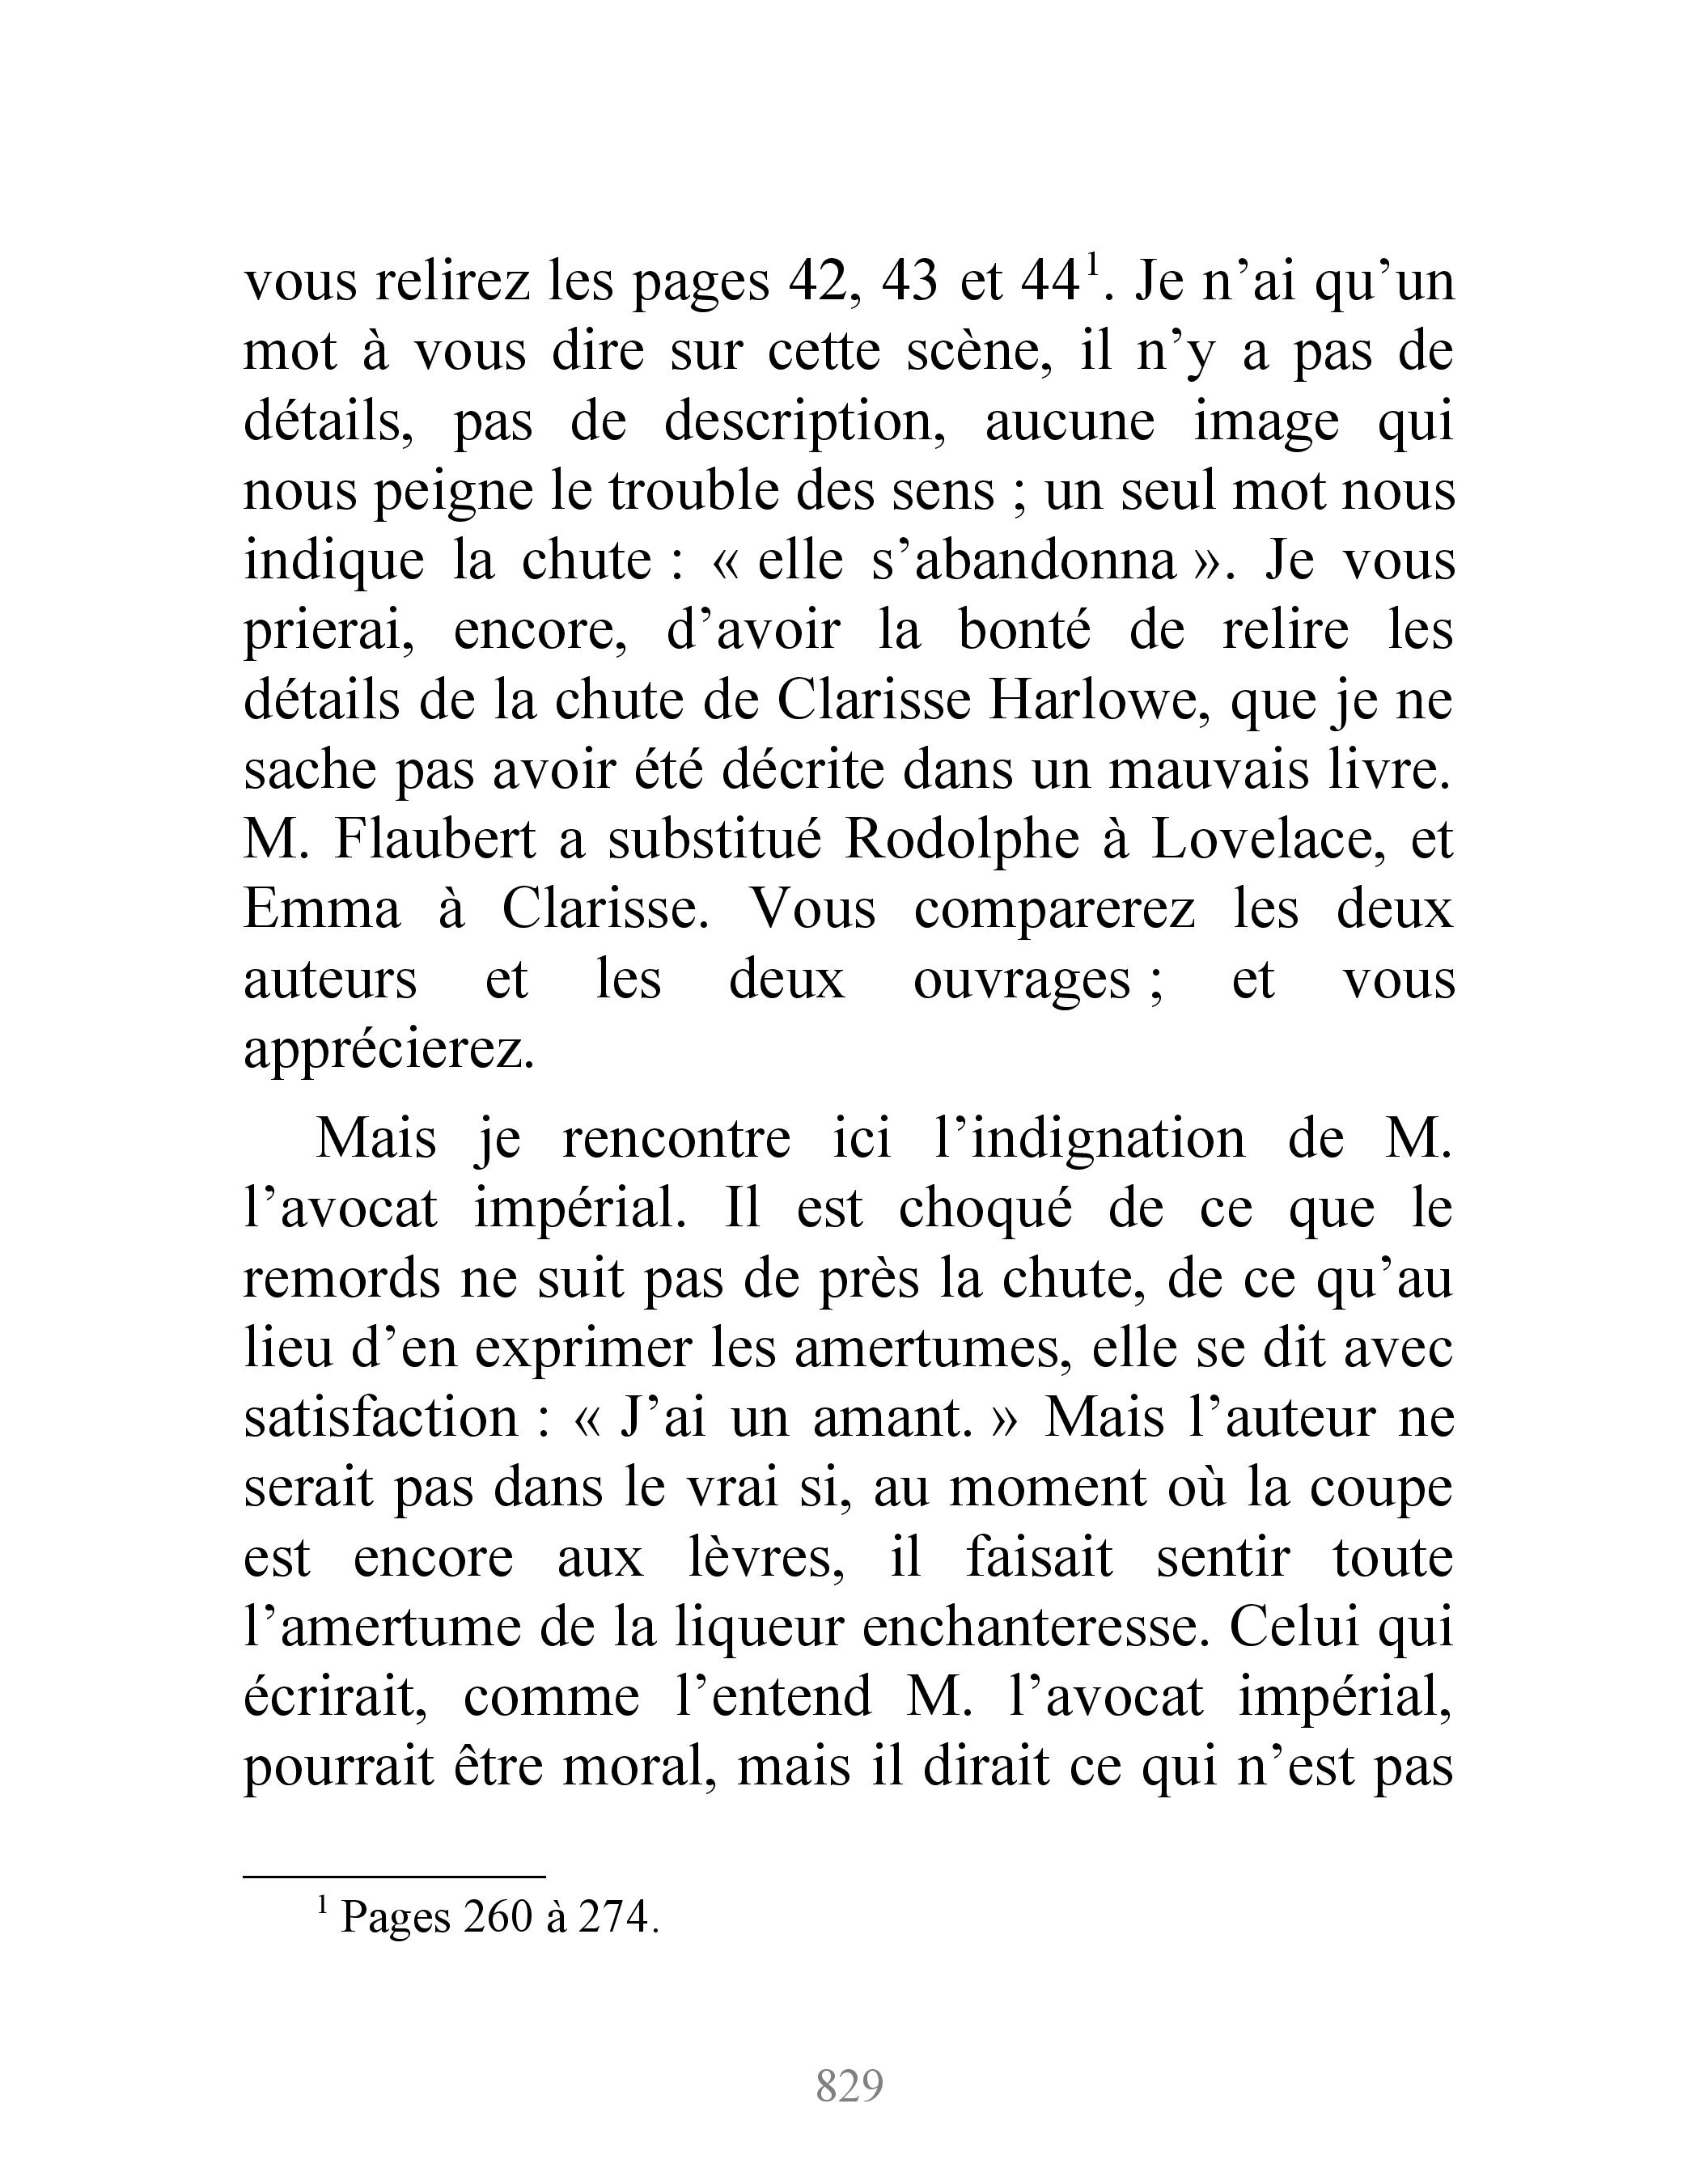 vous relirez les pages 42, 43 et 44¹. Je n’ai qu’un
mot à vous dire sur cette scène, il n’y a pas de
détails, pas de description, aucune image qui
nous peigne le trouble des sens ; un seul mot nous
indique la chute : « elle s’abandonna ». Je vous
prierai, encore, d’avoir la bonté de relire les
détails de la chute de Clarisse Harlowe, que je ne
sache pas avoir été décrite dans un mauvais livre.
M. Flaubert a substitué Rodolphe à Lovelace, et
Emma à Clarisse. Vous comparerez les deux
auteurs et les deux ouvrages ; et vous
apprécierez.
Mais je rencontre ici l’indignation de M.
l’avocat impérial. Il est choqué de ce que le
remords ne suit pas de près la chute, de ce qu’au
lieu d’en exprimer les amertumes, elle se dit avec
satisfaction : « J’ai un amant. » Mais l’auteur ne
serait pas dans le vrai si, au moment où la coupe
est encore aux lèvres, il faisait sentir toute
l’amertume de la liqueur enchanteresse. Celui qui
écrirait, comme l’entend M. l’avocat impérial,
pourrait être moral, mais il dirait ce qui n’est pas
¹ Pages 260 à 274.
829